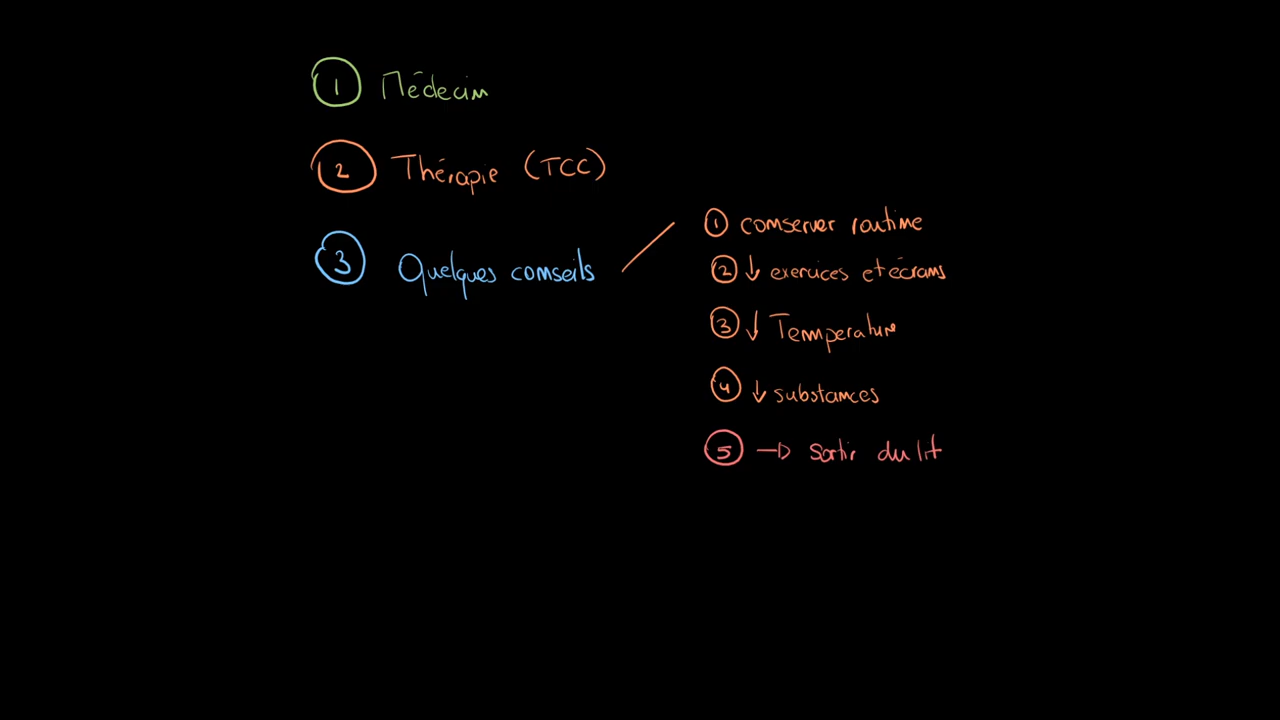 1 Médecin
2 Thérapie (TCC)
3 Quelques conseils
1 conserver routine
2 ↓ exercices et écrans
3 ↓ Temperature
4 ↓ substances
5 → Sortir du lit